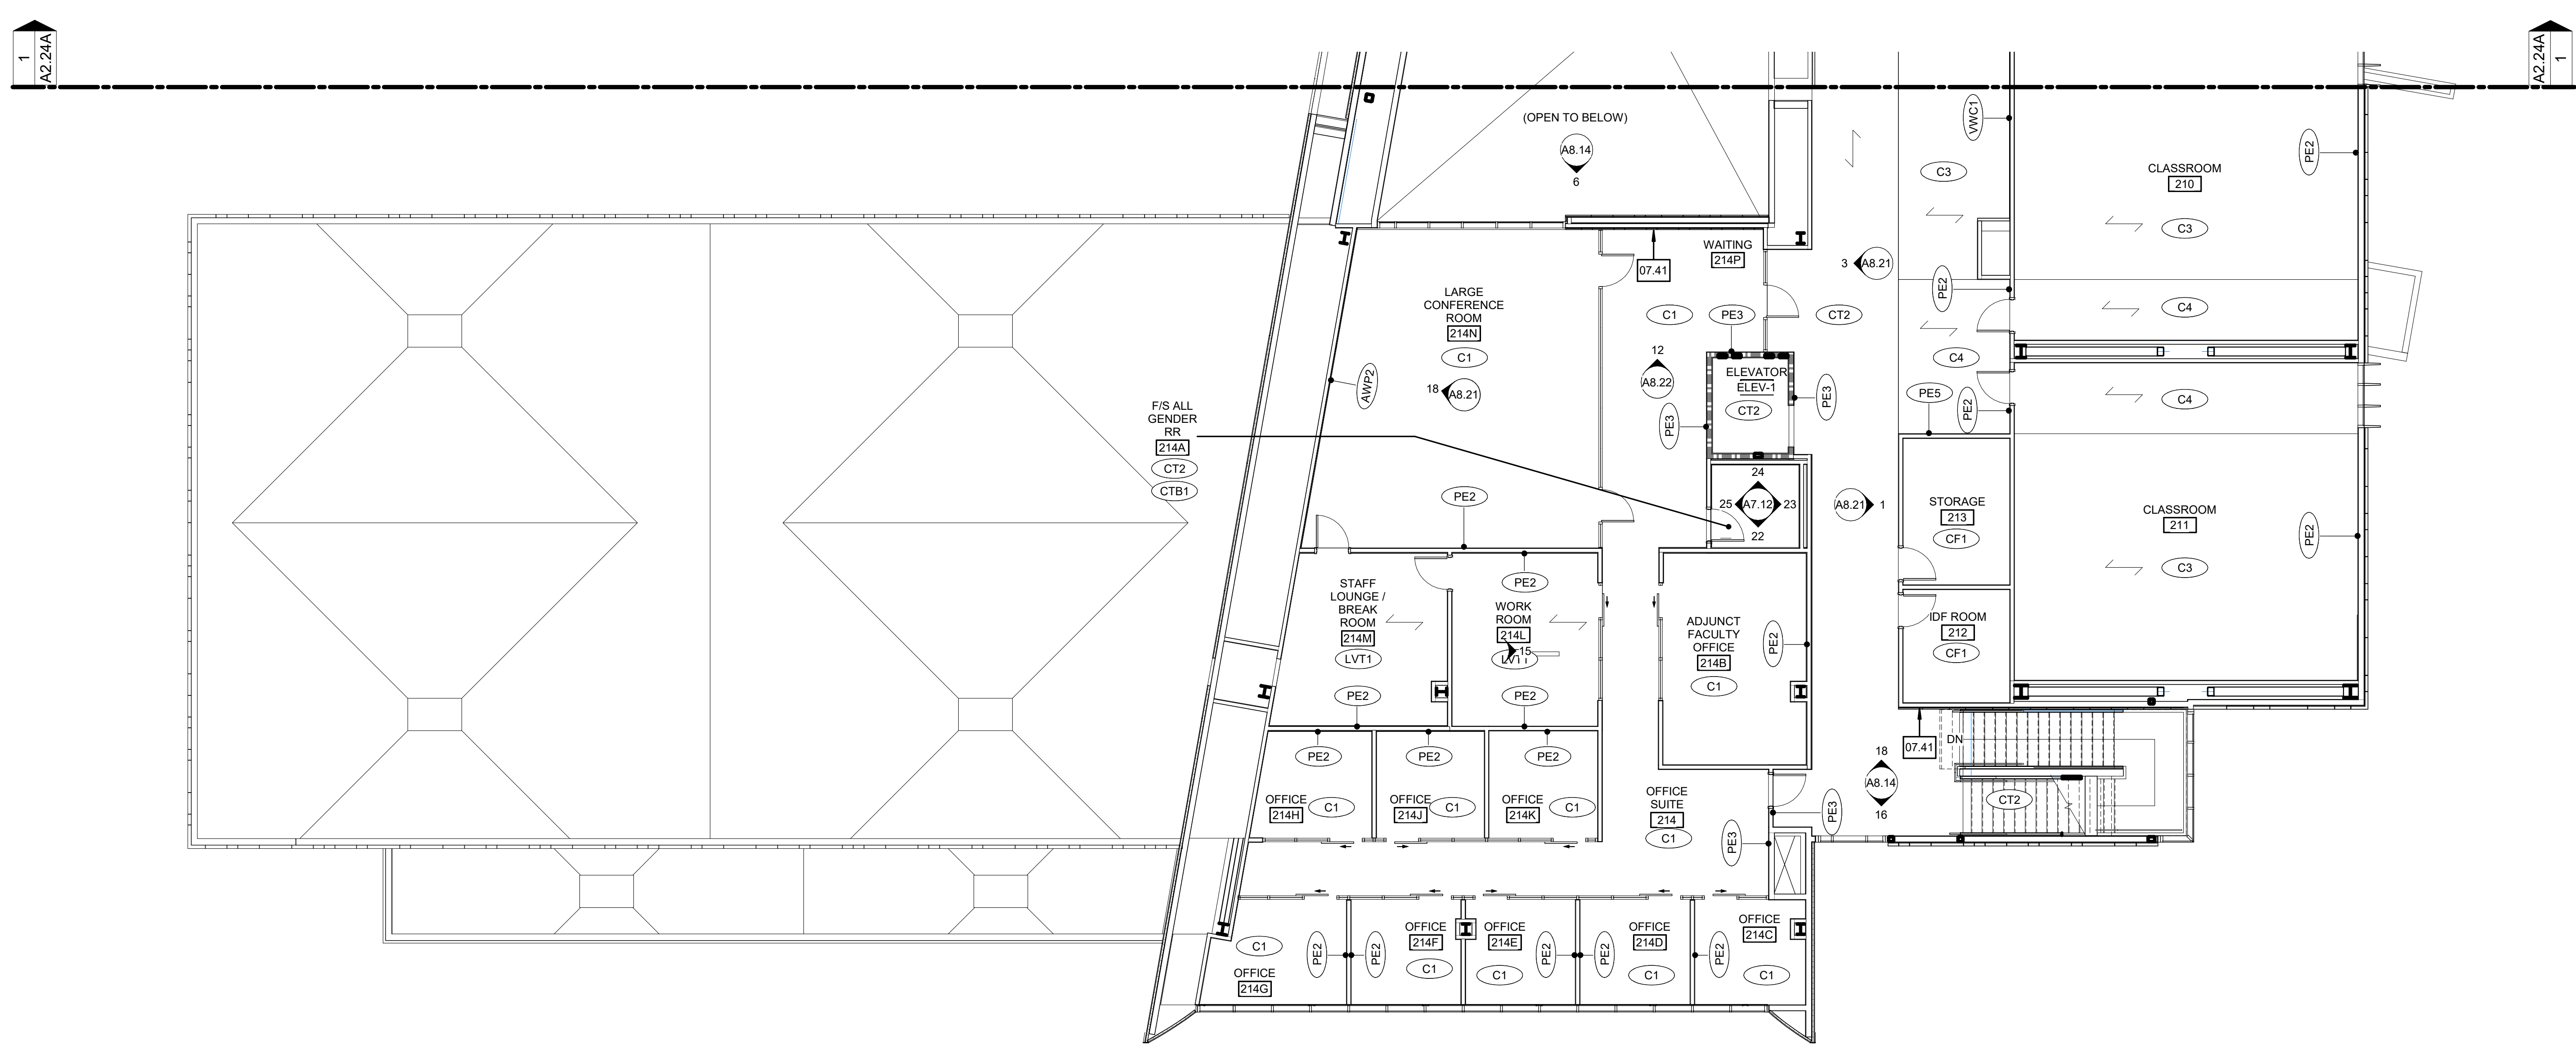 1
A2.24A
A2.24A
1
(OPEN TO BELOW)
A8.14
6
VWC1
C3
PE2
CLASSROOM
210
C3
WAITING
214P
07.41
3
A8.21
PE2
LARGE
CONFERENCE
ROOM
214N
C1
C1
PE3
CT2
C4
C4
12
A8.22
ELEVATOR
ELEV-1
CT2
PE3
PE3
18
A8.21
AWP2
PE5
PE2
C4
F/S ALL
GENDER
RR
214A
CT2
CTB1
PE2
24
25
A7.12
23
22
A8.21
1
STORAGE
213
CF1
CLASSROOM
211
C3
PE2
STAFF
LOUNGE /
BREAK
ROOM
214M
LVT1
PE2
PE2
WORK
ROOM
214L
15
PE2
ADJUNCT
FACULTY
OFFICE
214B
C1
PE2
IDF ROOM
212
CF1
PE2
PE2
PE2
OFFICE
214H
C1
OFFICE
214J
C1
OFFICE
214K
C1
OFFICE
SUITE
214
C1
PE3
PE3
18
A8.14
16
07.41
DN
CT2
C1
OFFICE
214G
PE2
PE2
OFFICE
214F
C1
OFFICE
214E
C1
PE2
PE2
OFFICE
214D
C1
PE2
OFFICE
214C
C1